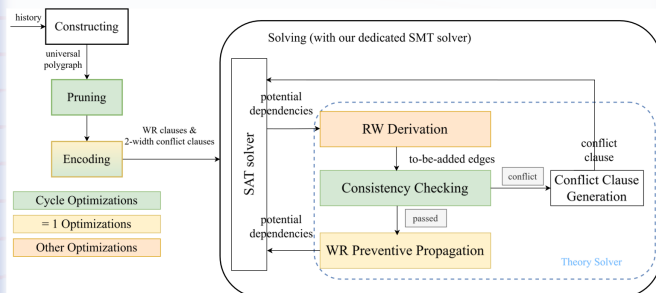 history
Constructing
universal
polygraph
Pruning
Encoding
WR clauses &
2-width conflict clauses
Cycle Optimizations
= 1 Optimizations
Other Optimizations
Solving (with our dedicated SMT solver)
SAT solver
potential
dependencies
RW Derivation
to-be-added edges
Consistency Checking
conflict
conflict
clause
Conflict Clause
Generation
passed
potential
dependencies
WR Preventive Propagation
Theory Solver